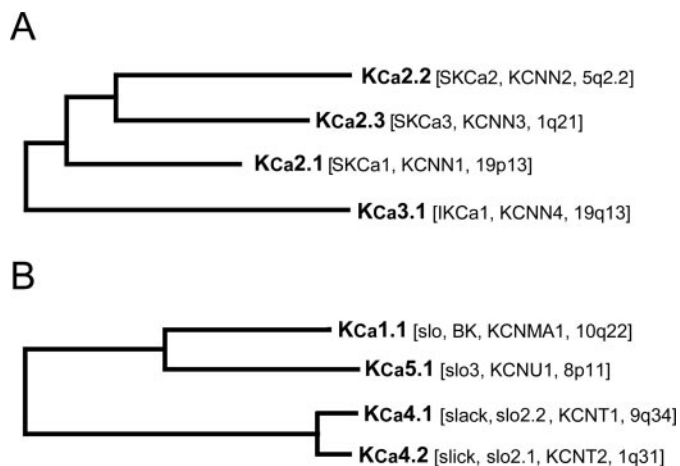 A
KCa2.2 [SKCa2, KCNN2, 5q2.2]
KCa2.3 [SKCa3, KCNN3, 1q21]
KCa2.1 [SKCa1, KCNN1, 19p13]
KCa3.1 [IKCa1, KCNN4, 19q13]
B
KCa1.1 [slo, BK, KCNMA1, 10q22]
KCa5.1 [slo3, KCNU1, 8p11]
KCa4.1 [slack, slo2.2, KCNT1, 9q34]
KCa4.2 [slick, slo2.1, KCNT2, 1q31]